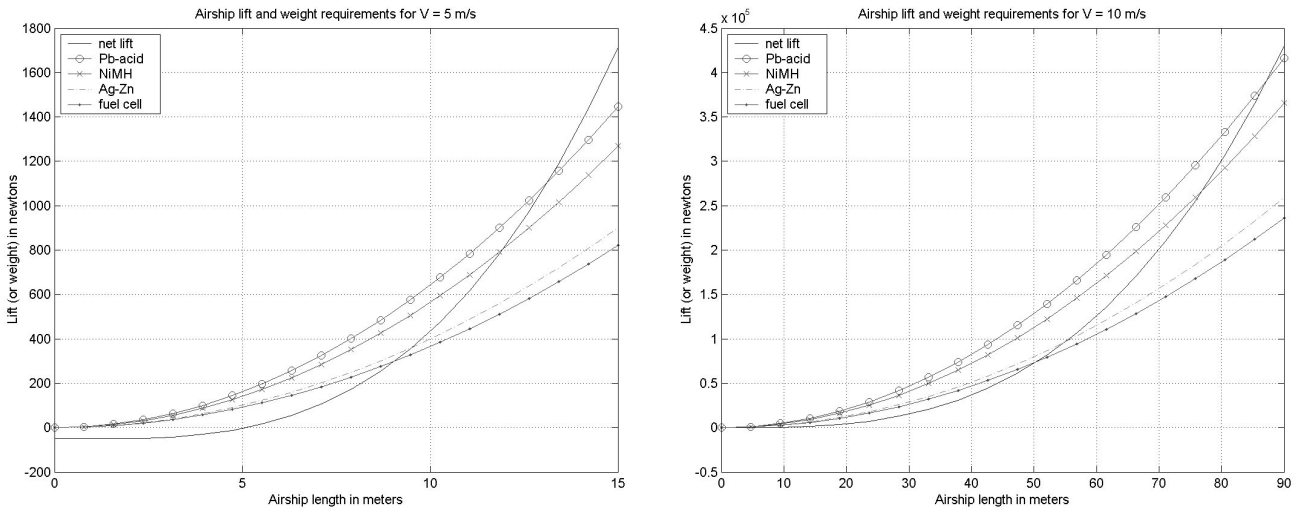 Airship lift and weight requirements for V = 5 m/s
1800
1600
1400
1200
1000
800
600
400
200
0
-200
net lift
Pb-acid
NiMH
Ag-Zn
fuel cell
Lift (or weight) in newtons
0
5
10
15
Airship length in meters
Airship lift and weight requirements for V = 10 m/s
x 10^5
4.5
4
3.5
3
2.5
2
1.5
1
0.5
0
-0.5
net lift
Pb-acid
NiMH
Ag-Zn
fuel cell
Lift (or weight) in newtons
0
10
20
30
40
50
60
70
80
90
Airship length in meters